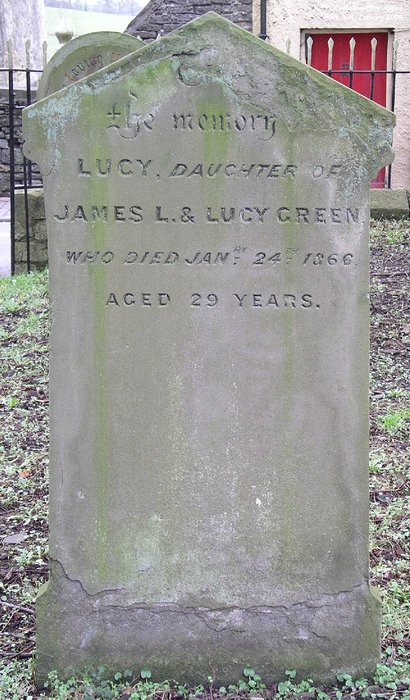 the memory
LUCY, DAUGHTER OF
JAMES L. & LUCY GREEN,
WHO DIED JANRY. 24TH. 1866.
AGED 29 YEARS.